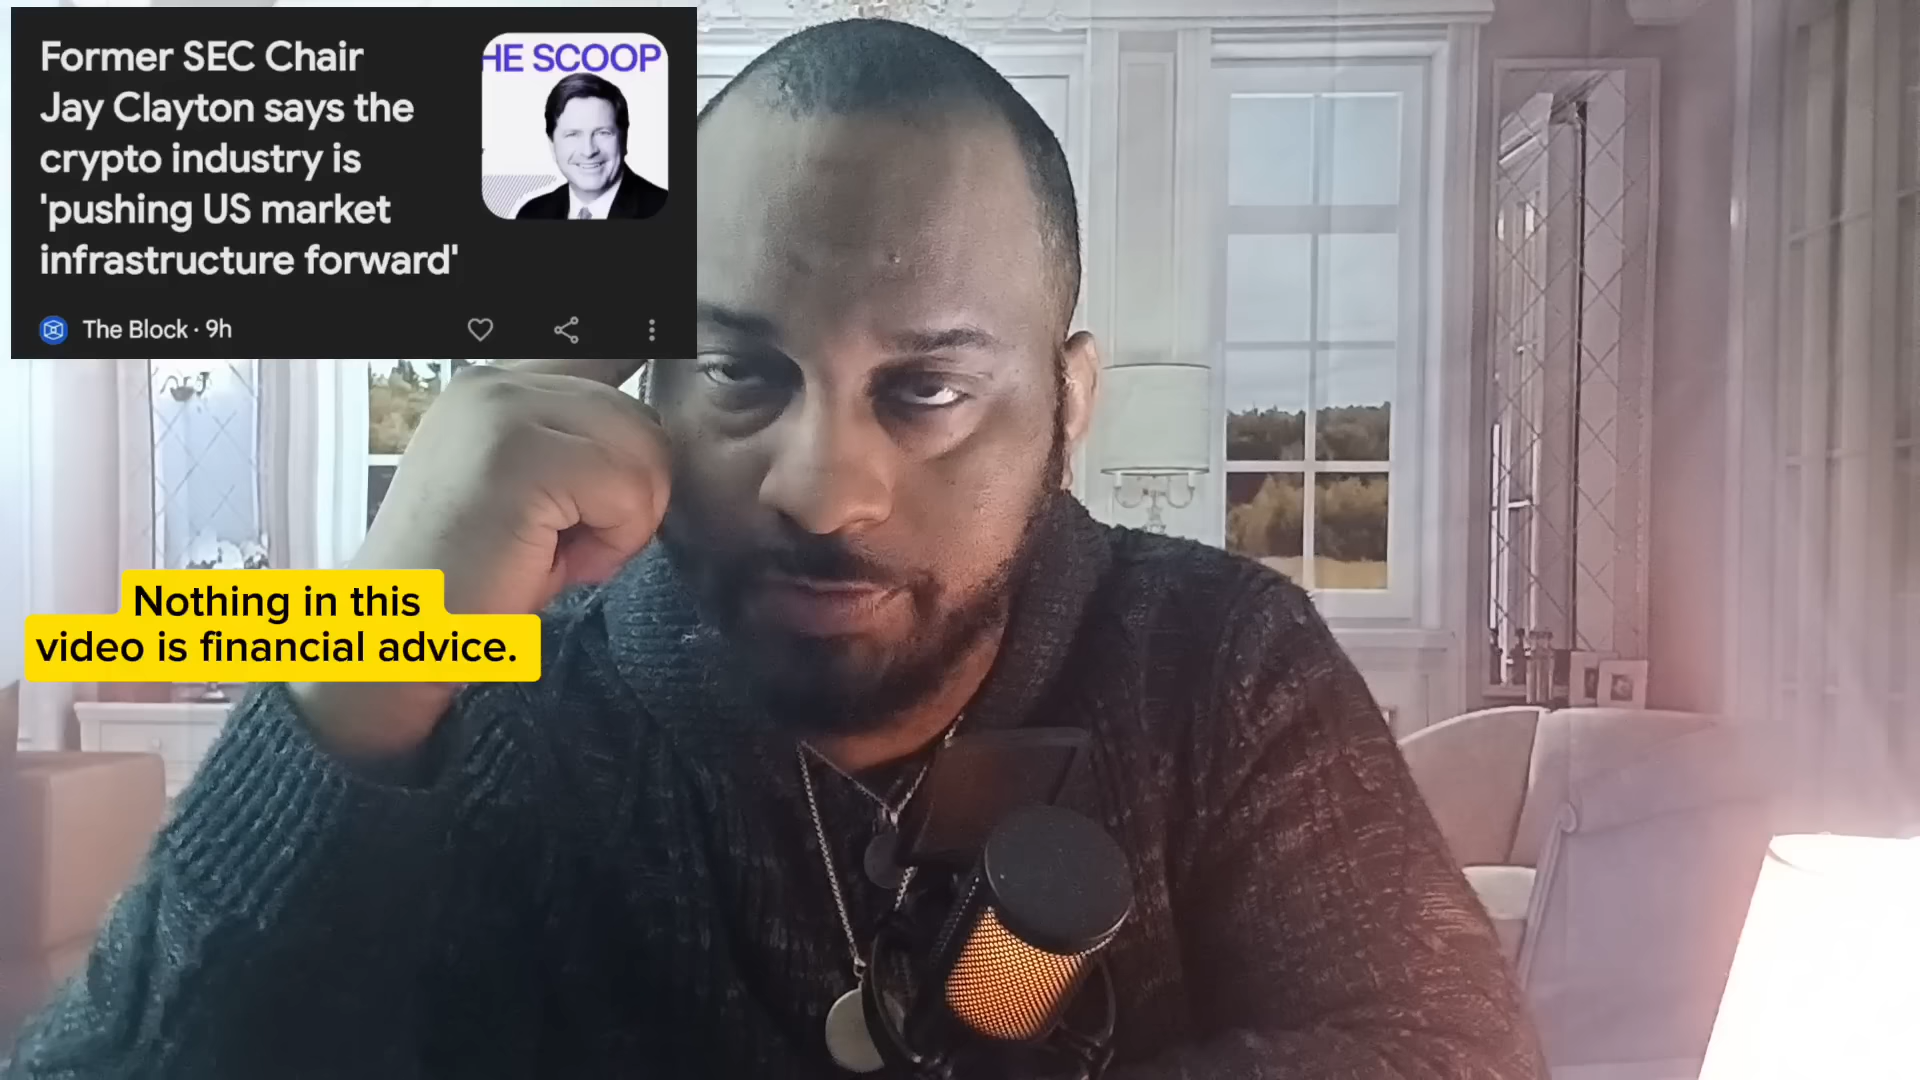 Former SEC Chair
Jay Clayton says the
crypto industry is
'pushing US market
infrastructure forward'
HE SCOOP
The Block · 9h
Nothing in this
video is financial advice.